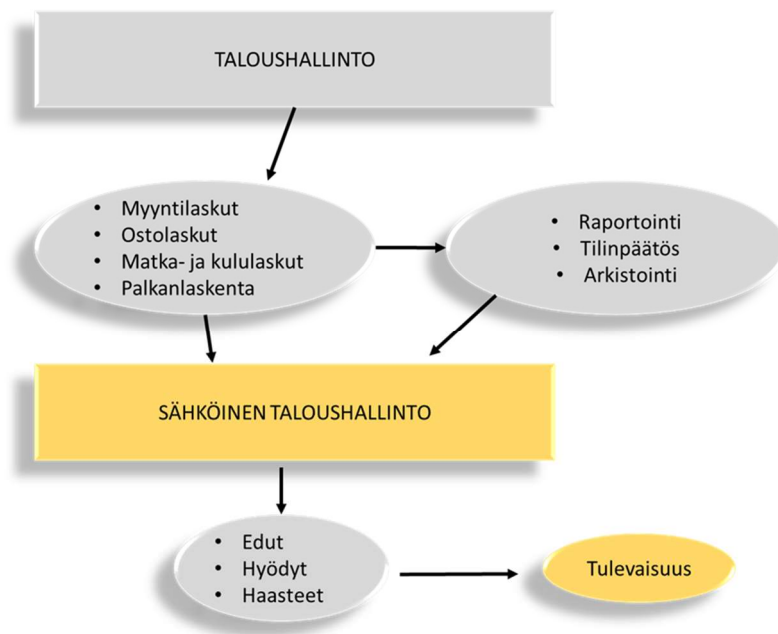 TALOUSHALLINTO
• Myyntilaskut
• Ostolaskut
• Matka- ja kululaskut
• Palkanlaskenta
• Raportointi
• Tilinpäätös
• Arkistointi
SÄHKÖINEN TALOUSHALLINTO
• Edut
• Hyödyt
• Haasteet
Tulevaisuus